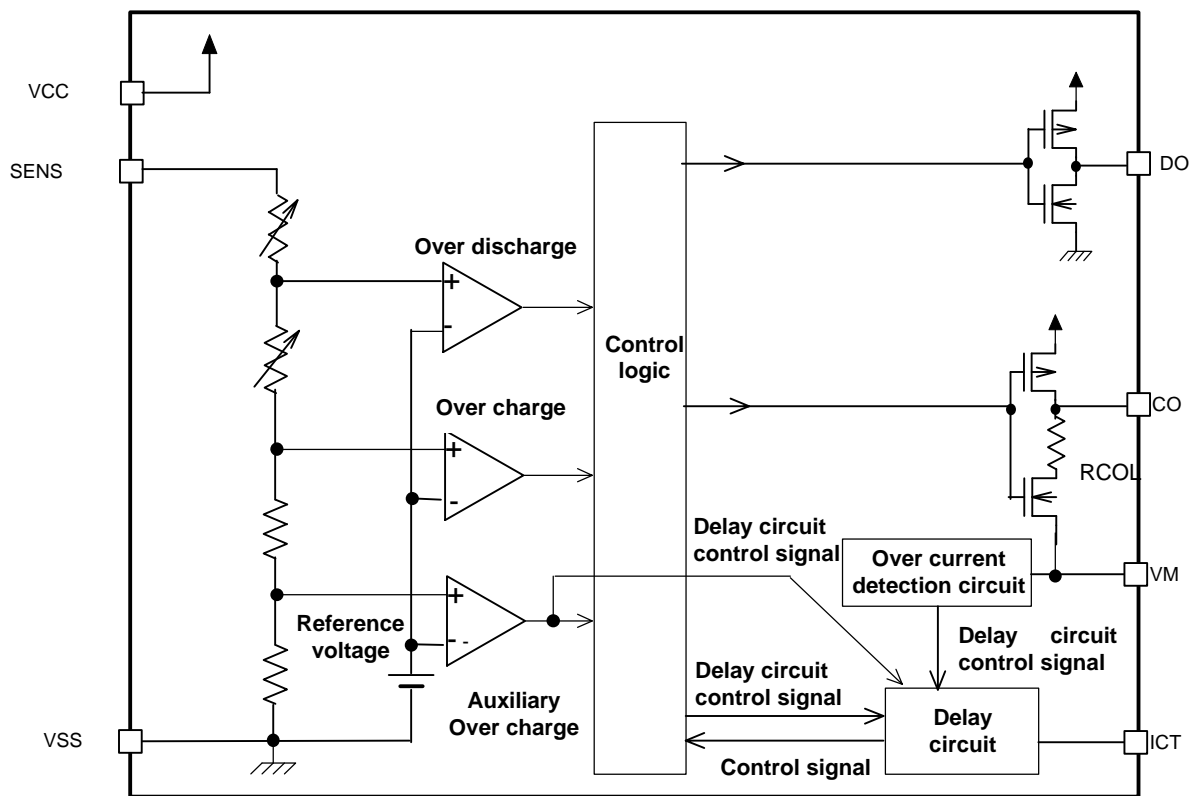 VCC
SENS
DO
Over discharge
+
-
Control
logic
Over charge
+
-
CO
RCOL
Delay circuit
control signal
Over current
detection circuit
VM
+
- -
Reference
voltage
Delay circuit
control signal
Delay circuit
control signal
Auxiliary
Over charge
Delay
circuit
VSS
ICT
Control signal